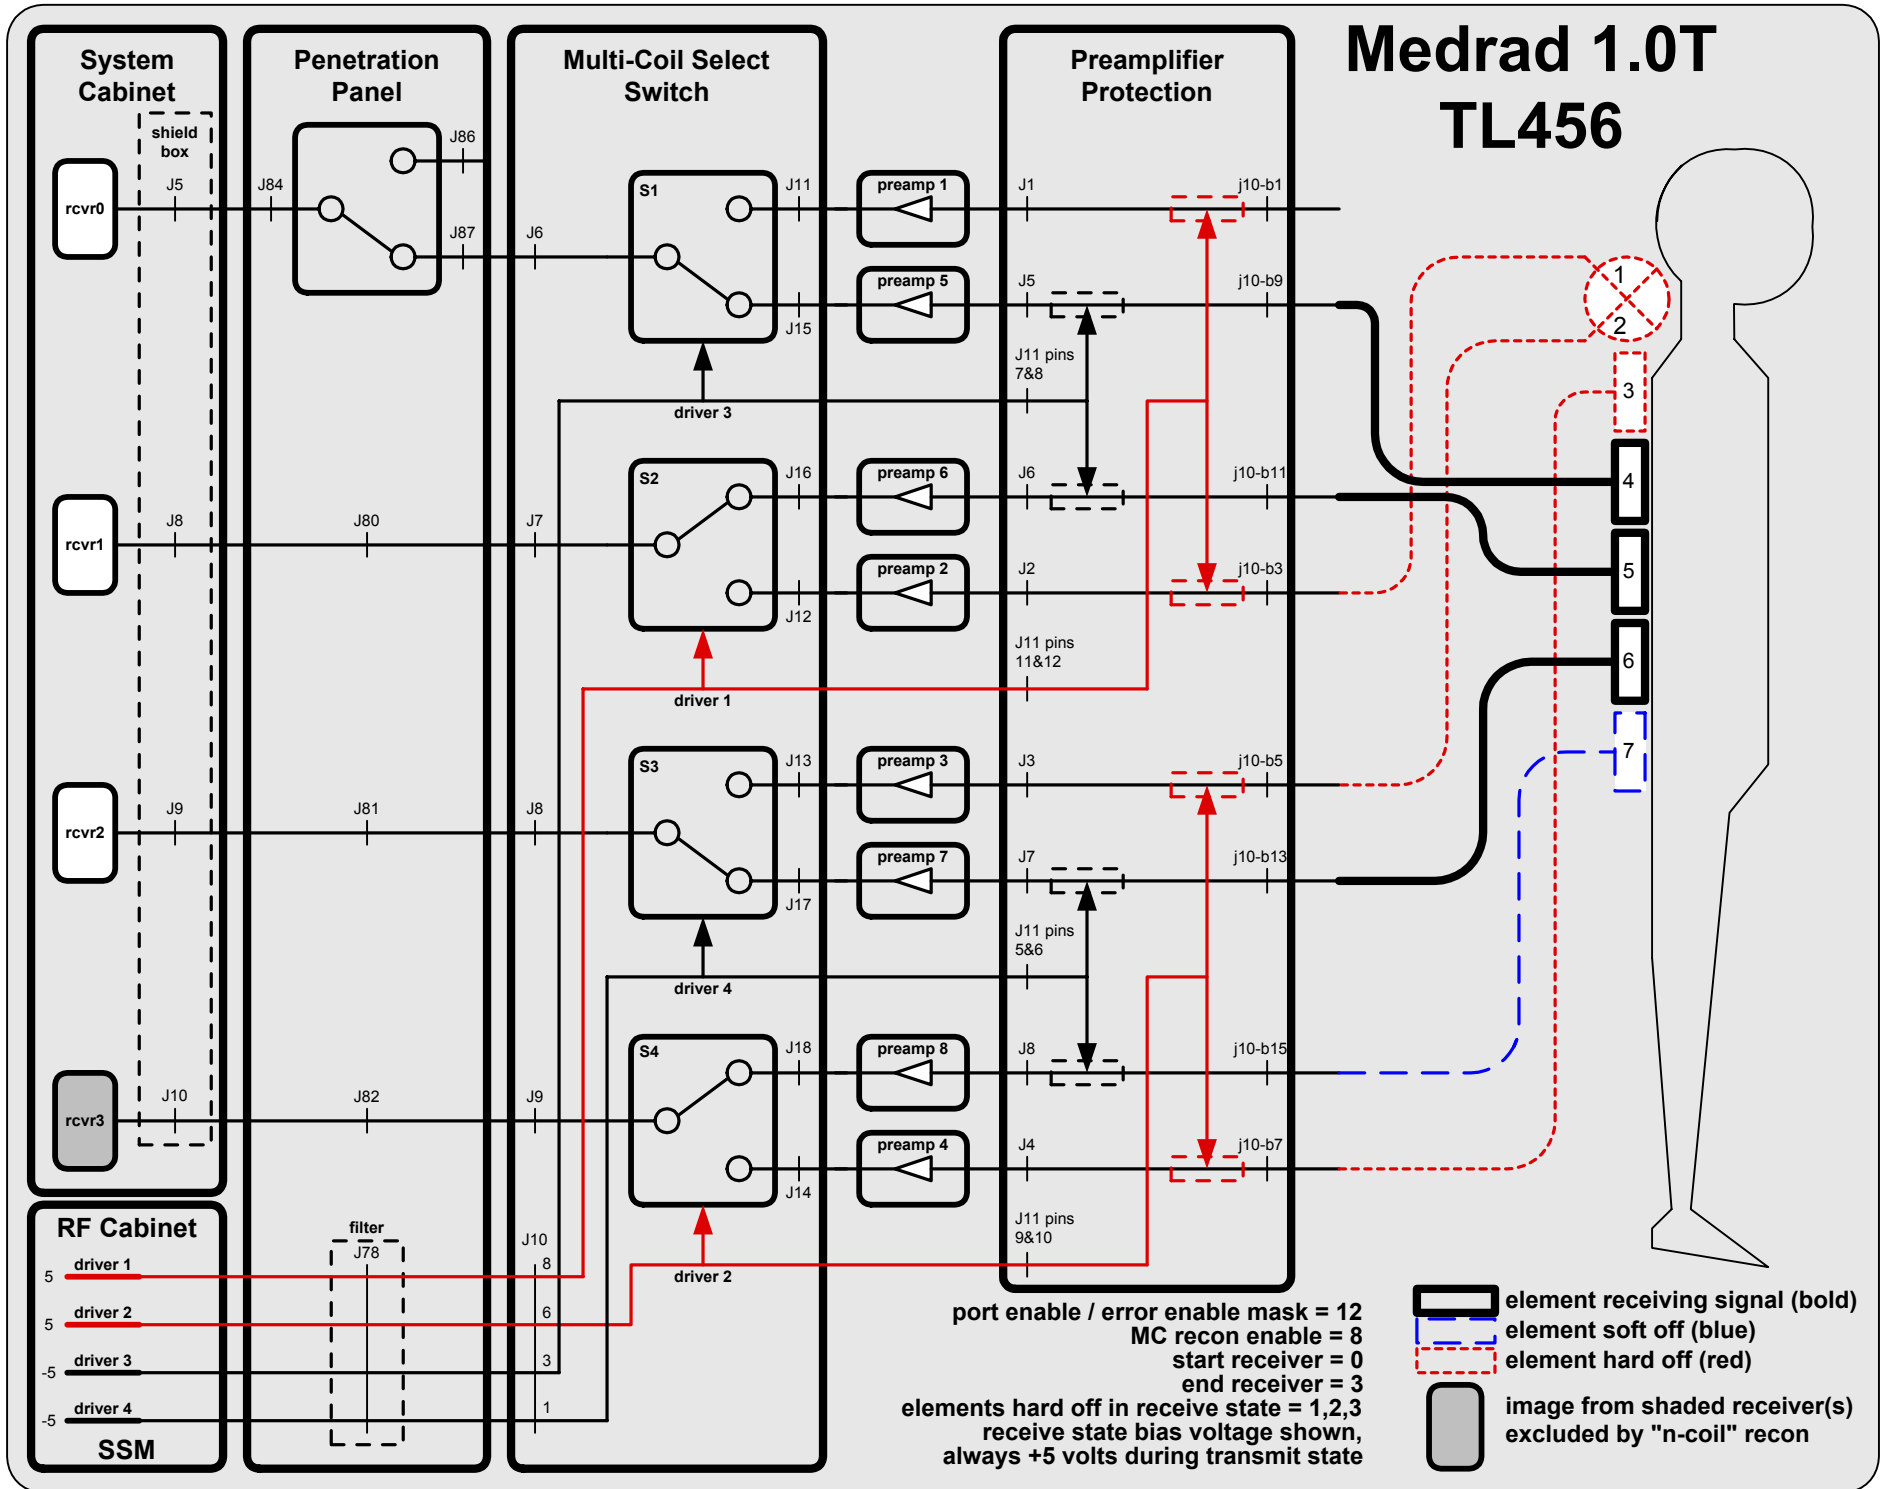 Medrad 1.0T
TL456
System
Cabinet
Penetration
Panel
Multi-Coil Select
Switch
Preamplifier
Protection
shield
box
rcvr0
J5
J84
J86
J87
J6
S1
J11
J15
preamp 1
preamp 5
J1
J5
j10-b1
j10-b9
J11 pins
7&8
driver 3
1
2
3
4
5
6
7
rcvr1
J8
J80
J7
S2
J16
J12
preamp 6
preamp 2
J6
J2
j10-b11
j10-b3
J11 pins
11&12
driver 1
rcvr2
J9
J81
J8
S3
J13
J17
preamp 3
preamp 7
J3
J7
j10-b5
j10-b13
J11 pins
5&6
driver 4
rcvr3
J10
J82
J9
S4
J18
J14
preamp 8
preamp 4
J8
J4
j10-b15
j10-b7
J11 pins
9&10
driver 2
RF Cabinet
filter
J78
J10
5 driver 1 8
5 driver 2 6
-5 driver 3 3
-5 driver 4 1
SSM
port enable / error enable mask = 12
MC recon enable = 8
start receiver = 0
end receiver = 3
elements hard off in receive state = 1,2,3
receive state bias voltage shown,
always +5 volts during transmit state
element receiving signal (bold)
element soft off (blue)
element hard off (red)
image from shaded receiver(s)
excluded by "n-coil" recon